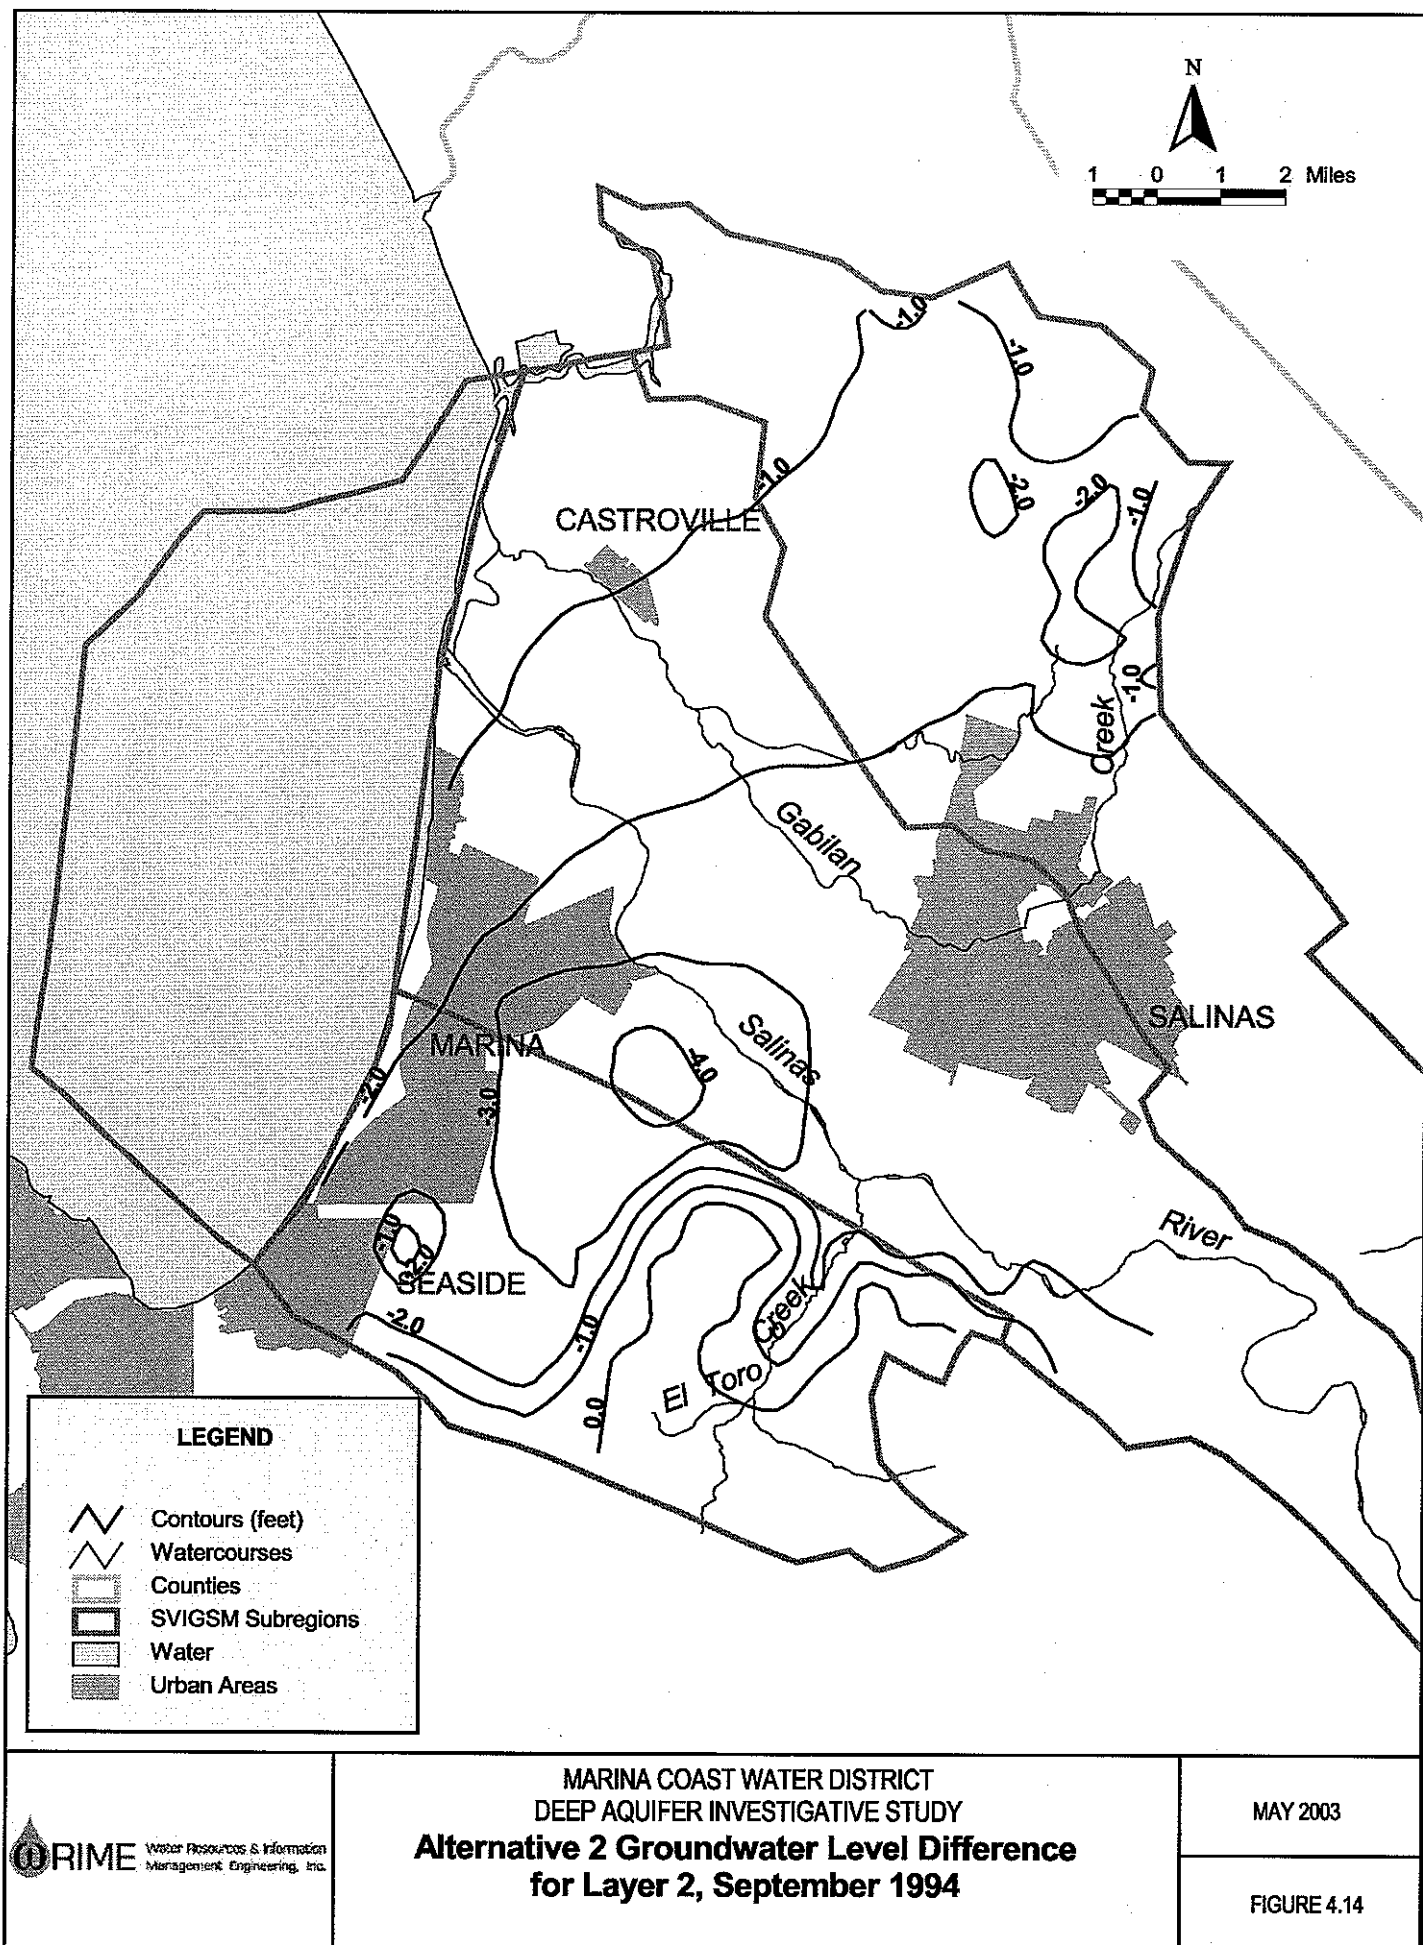 N
1 0 1 2 Miles
-1.0
-1.0
-1.0
-2.0
-2.0
-1.0
CASTROVILLE
-1.0
Creek
Gabilan
SALINAS
Salinas
MARINA
-4.0
-2.0
-3.0
River
-1.0
-2.0
SEASIDE
-2.0
-1.0
Creek
El Toro
0.0
LEGEND
Contours (feet)
Watercourses
Counties
SVIGSM Subregions
Water
Urban Areas
RIME
Water Resources & Information
Management Engineering, Inc.
MARINA COAST WATER DISTRICT
DEEP AQUIFER INVESTIGATIVE STUDY
Alternative 2 Groundwater Level Difference
for Layer 2, September 1994
MAY 2003
FIGURE 4.14